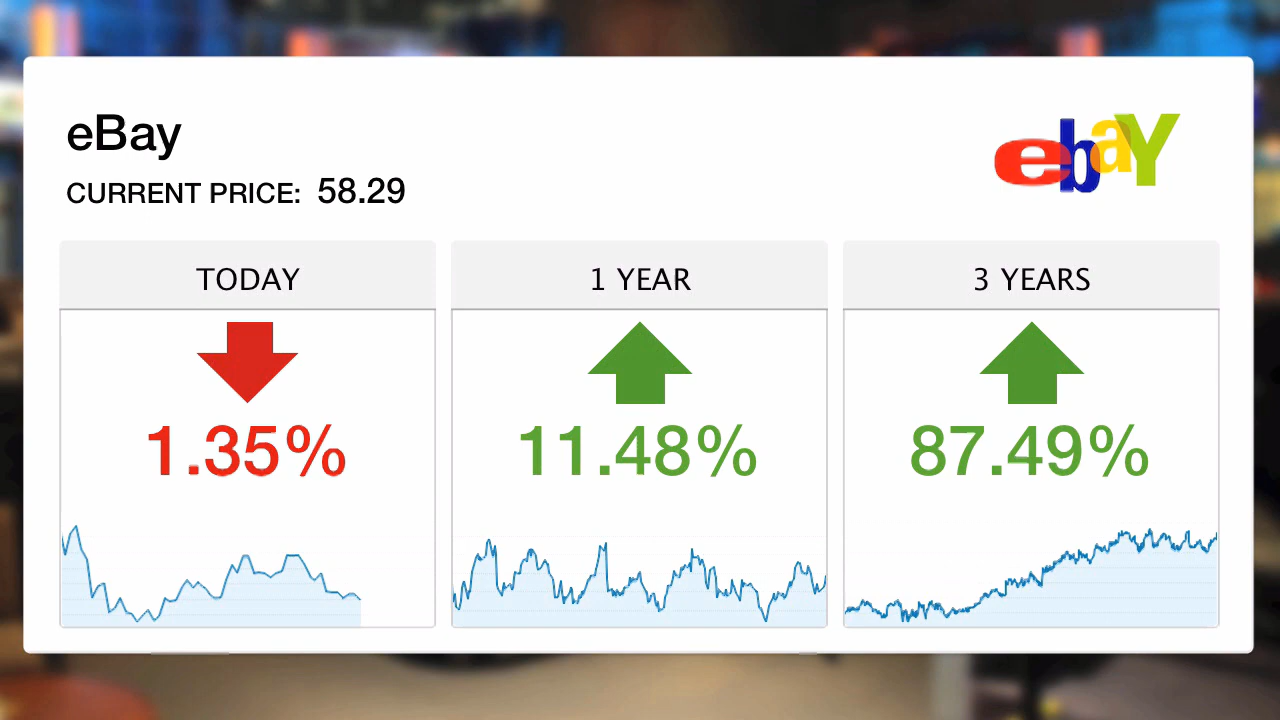 eBay
ebaY
CURRENT PRICE: 58.29
TODAY
1 YEAR
3 YEARS
1.35%
11.48%
87.49%